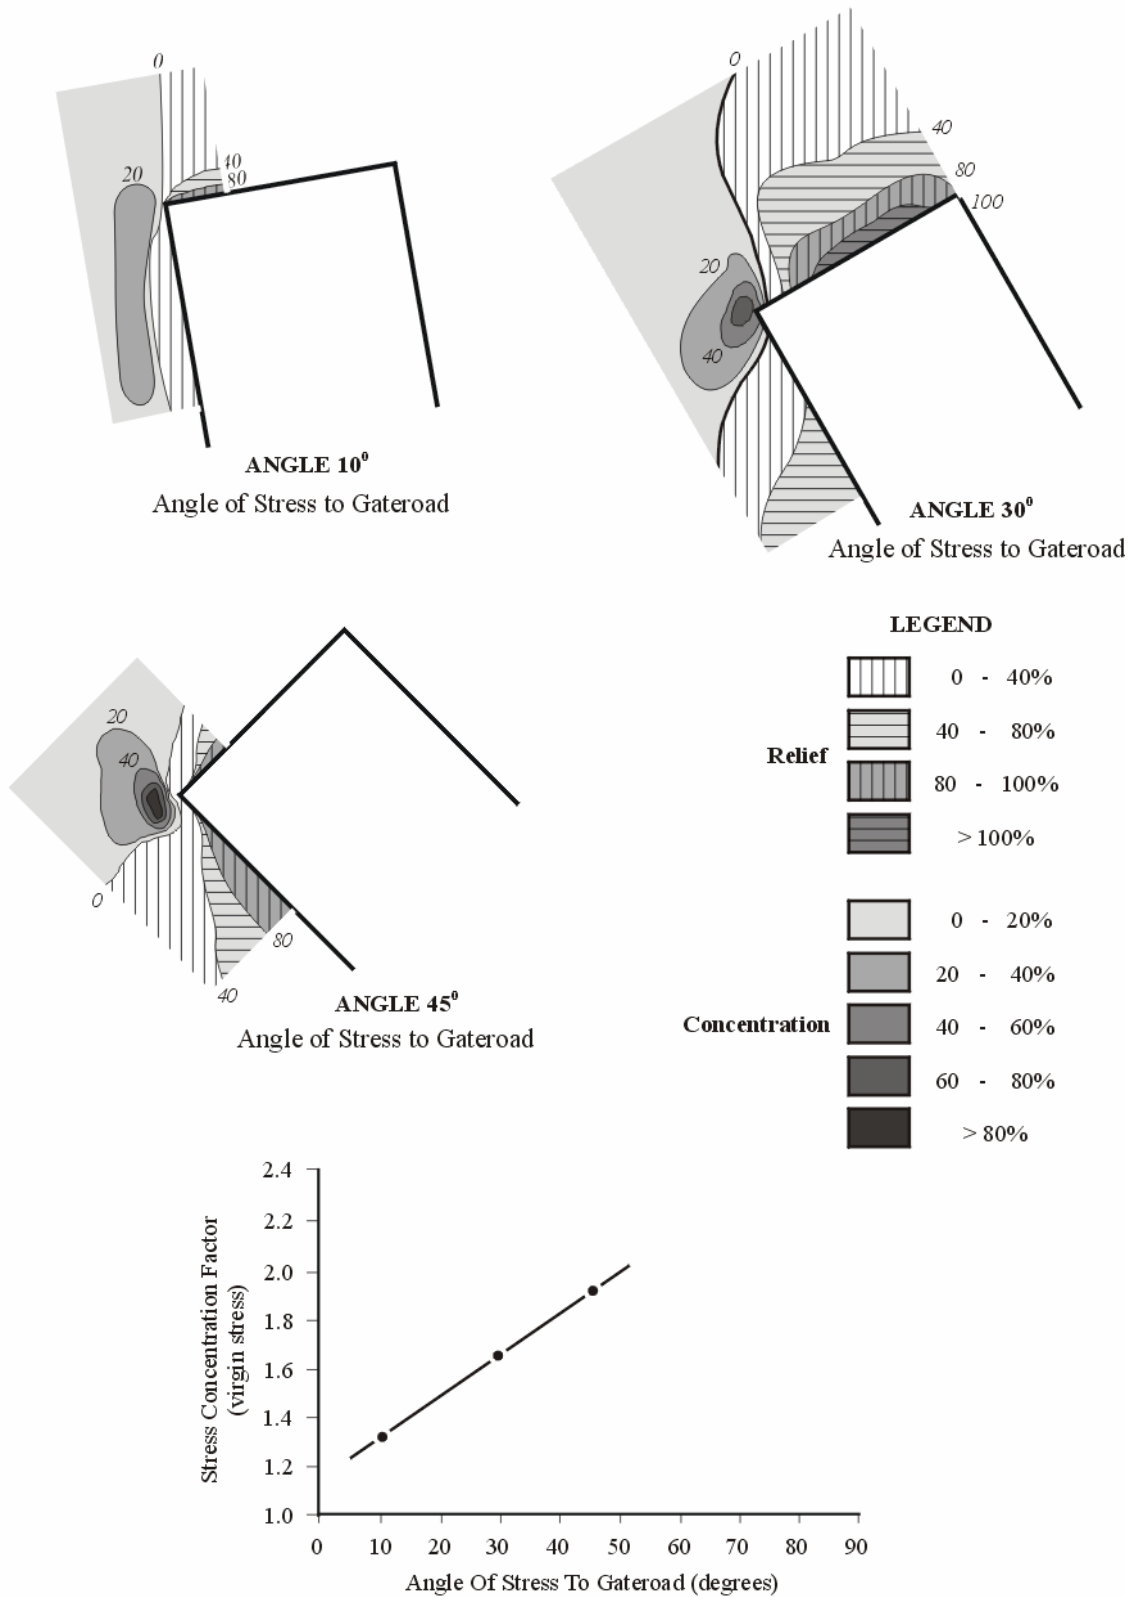 0
20
40
80
ANGLE 10⁰
Angle of Stress to Gateroad
0
40
80
100
20
40
ANGLE 30⁰
Angle of Stress to Gateroad
20
40
0
80
40
ANGLE 45⁰
Angle of Stress to Gateroad
LEGEND
Relief
0 - 40%
40 - 80%
80 - 100%
> 100%
Concentration
0 - 20%
20 - 40%
40 - 60%
60 - 80%
> 80%
Stress Concentration Factor
(virgin stress)
2.4
2.2
2.0
1.8
1.6
1.4
1.2
1.0
0 10 20 30 40 50 60 70 80 90
Angle Of Stress To Gateroad (degrees)